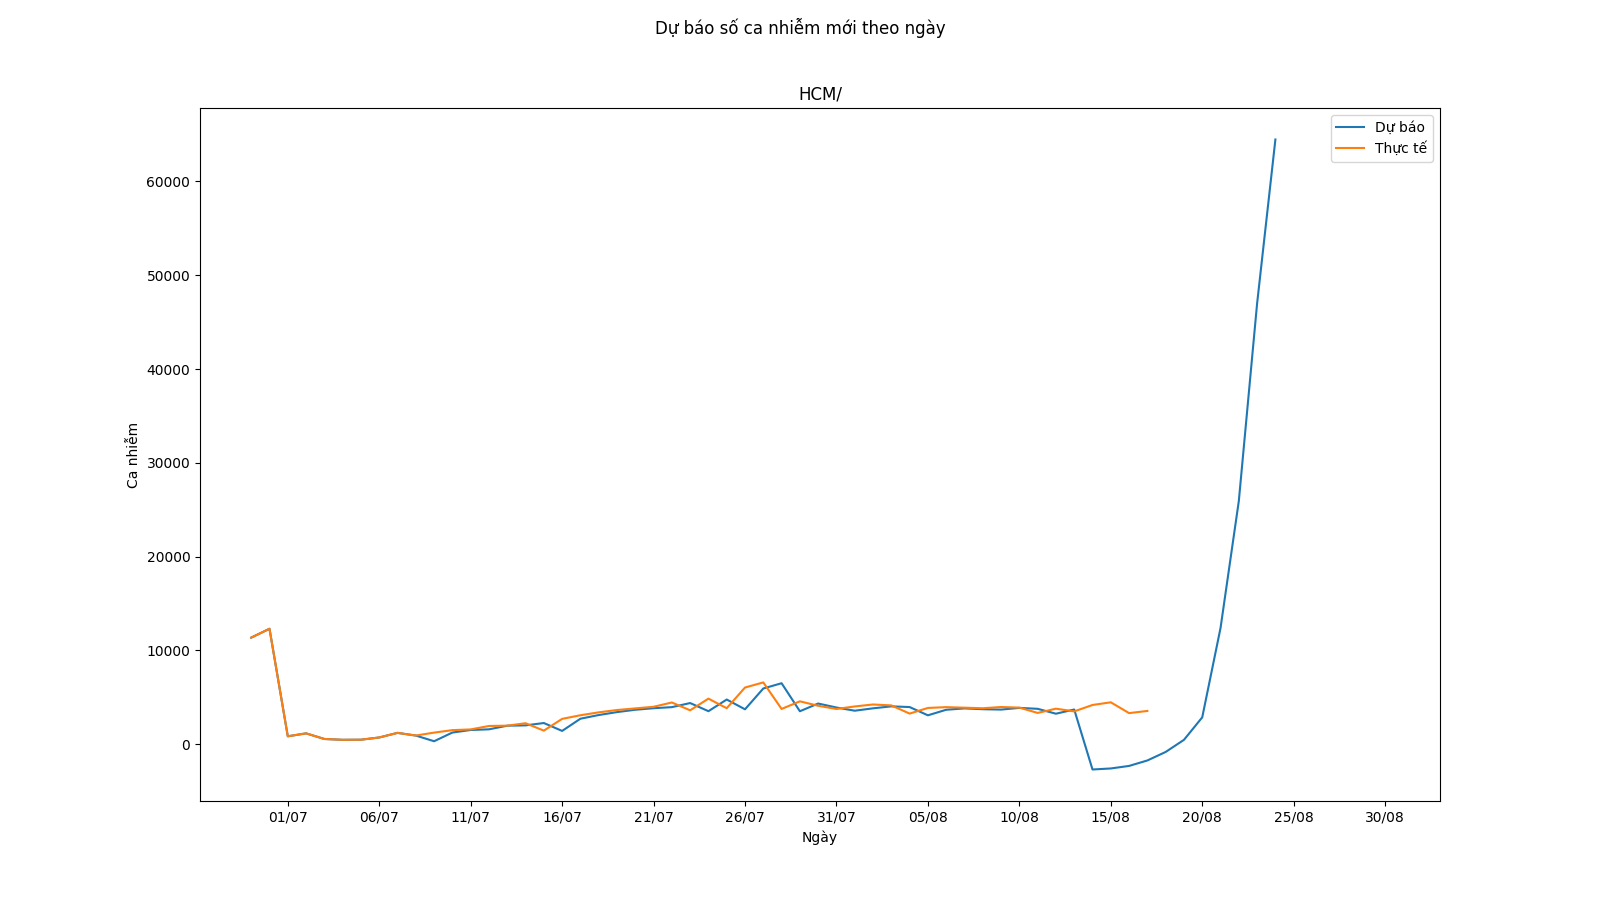 Dự báo số ca nhiễm mới theo ngày
HCM/
Dự báo
Thực tế
60000
50000
40000
30000
20000
10000
0
Ca nhiễm
01/07 06/07 11/07 16/07 21/07 26/07 31/07 05/08 10/08 15/08 20/08 25/08 30/08
Ngày